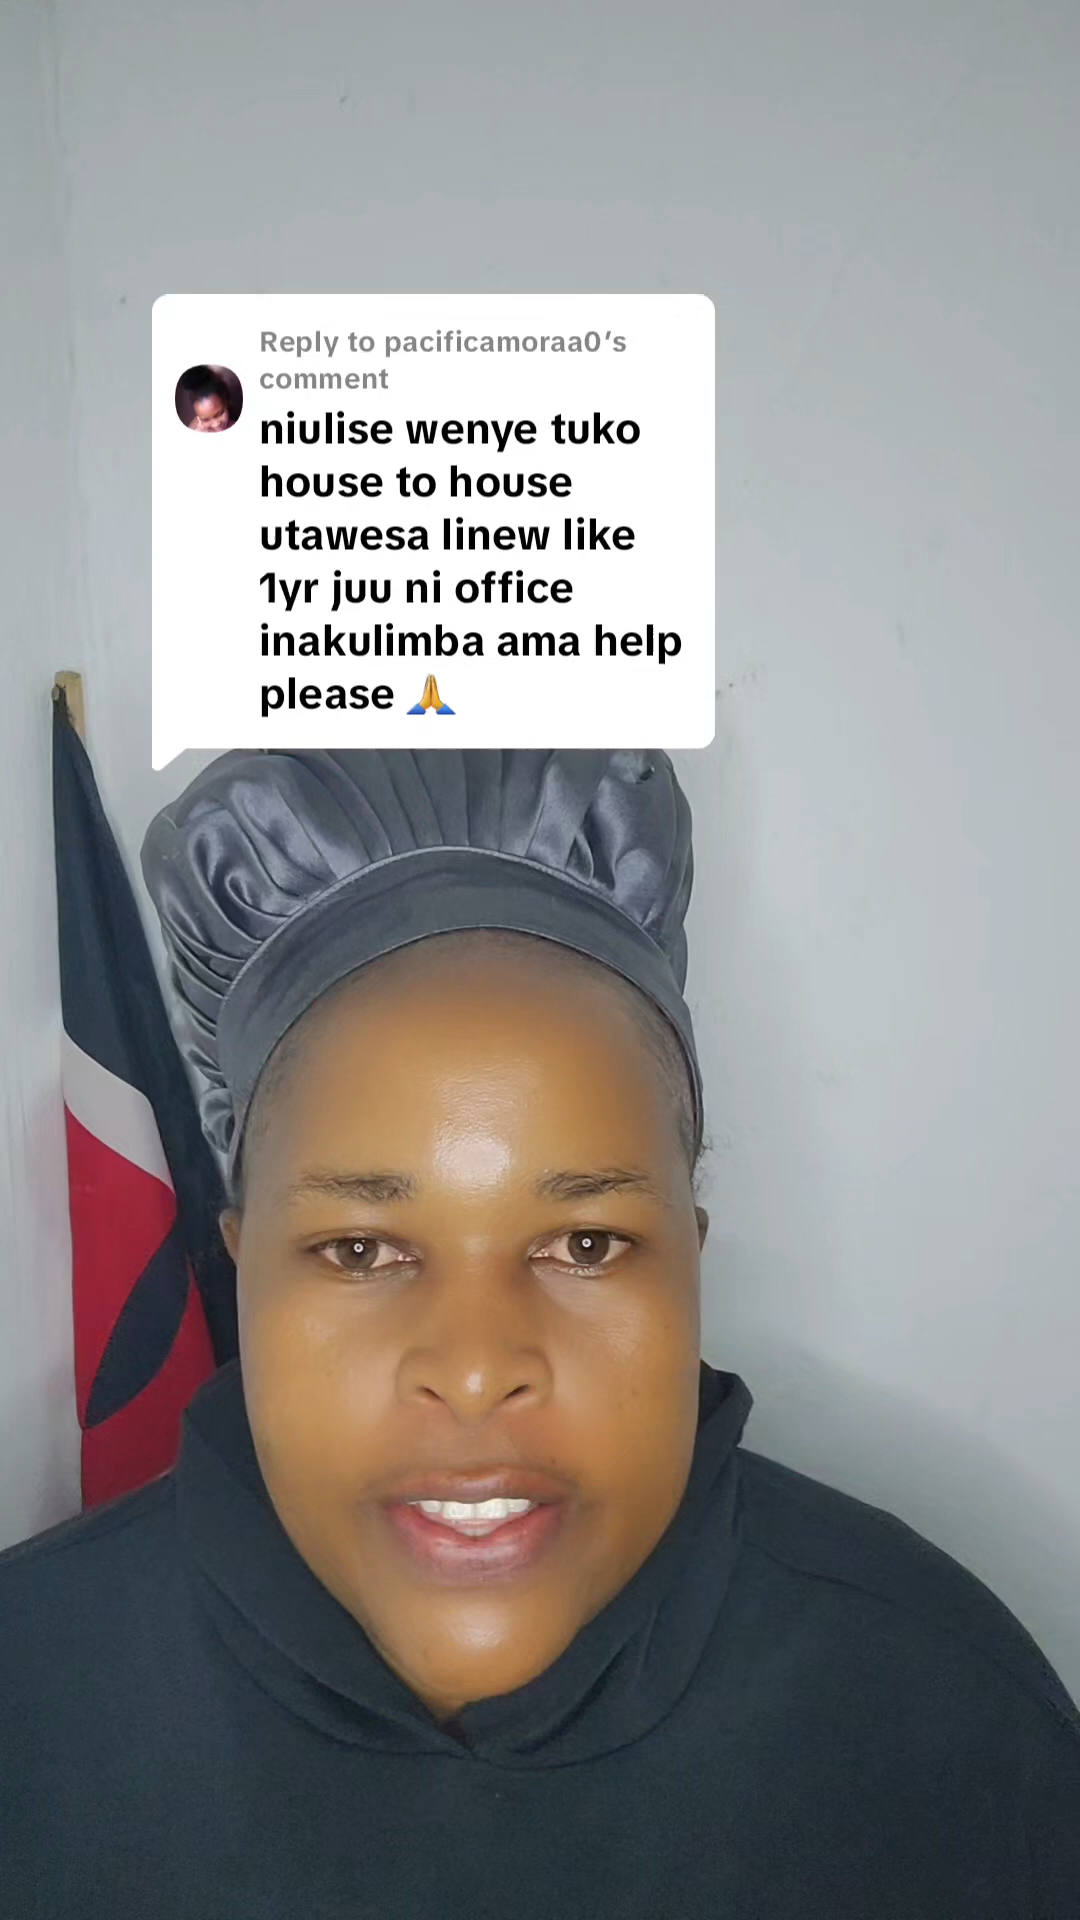 Reply to pacificamoraa0's
comment
niulise wenye tuko
house to house
utawesa linew like
1yr juu ni office
inakulimba ama help
please 🙏